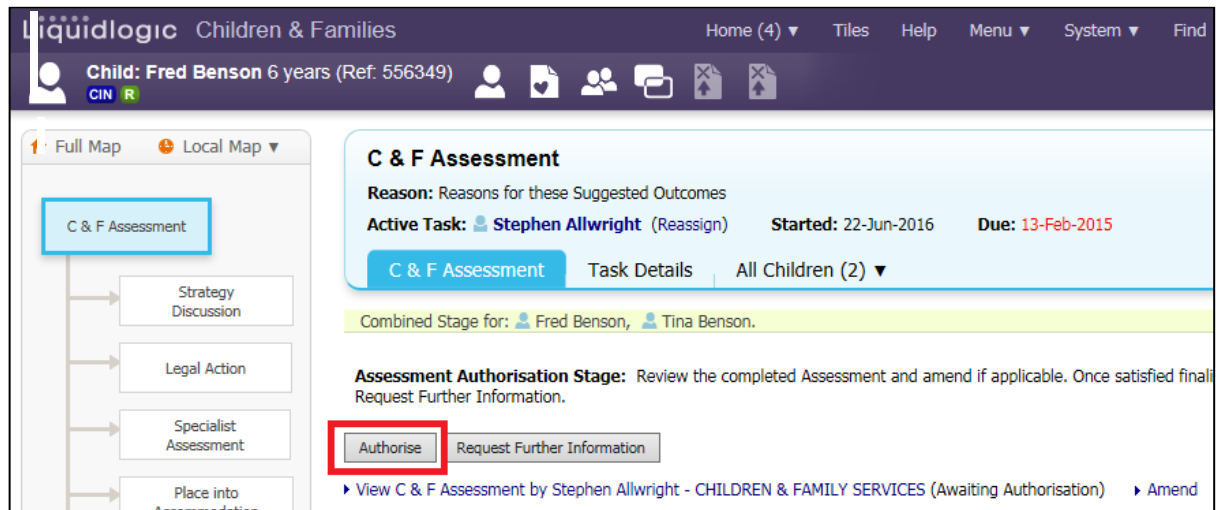 Liquidlogic Children & Families Home (4) ▼ Tiles Help Menu ▼ System ▼ Find
Child: Fred Benson 6 years (Ref: 556349)
CIN R
Full Map Local Map ▼
C & F Assessment
Strategy
Discussion
Legal Action
Specialist
Assessment
Place into
Accommodation
C & F Assessment
Reason: Reasons for these Suggested Outcomes
Active Task: Stephen Allwright (Reassign) Started: 22-Jun-2016 Due: 13-Feb-2015
C & F Assessment Task Details All Children (2) ▼
Combined Stage for: Fred Benson, Tina Benson.
Assessment Authorisation Stage: Review the completed Assessment and amend if applicable. Once satisfied finali
Request Further Information.
Authorise Request Further Information
View C & F Assessment by Stephen Allwright - CHILDREN & FAMILY SERVICES (Awaiting Authorisation) Amend